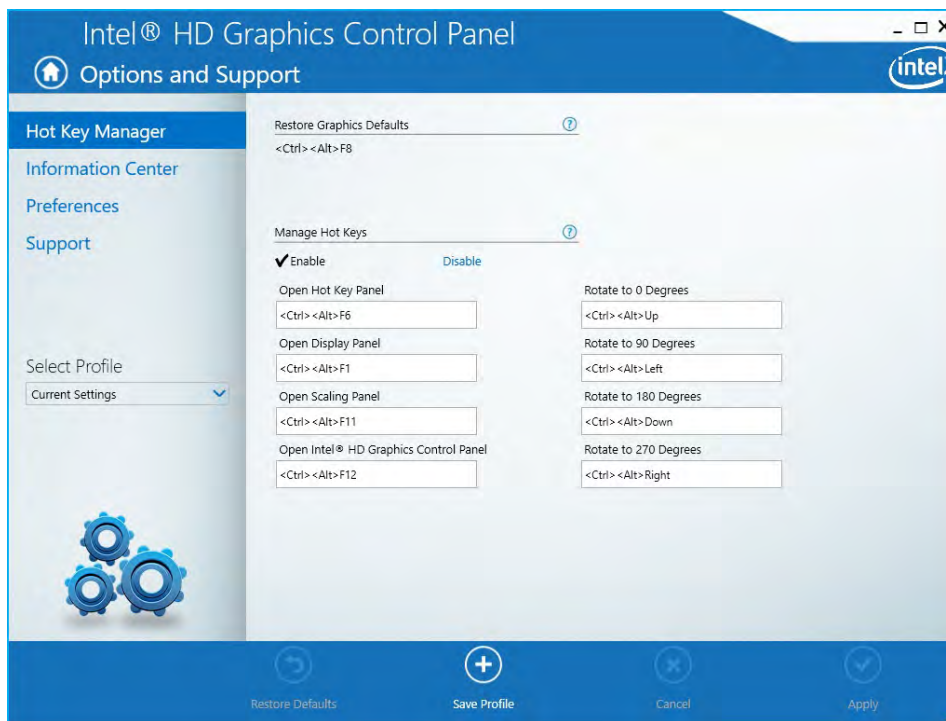 Intel® HD Graphics Control Panel
Options and Support
intel
Hot Key Manager
Information Center
Preferences
Support
Select Profile
Current Settings
Restore Graphics Defaults
?
<Ctrl><Alt>F8
Manage Hot Keys
?
Enable
Disable
Open Hot Key Panel
<Ctrl><Alt>F6
Open Display Panel
<Ctrl><Alt>F1
Open Scaling Panel
<Ctrl><Alt>F11
Open Intel® HD Graphics Control Panel
<Ctrl><Alt>F12
Rotate to 0 Degrees
<Ctrl><Alt>Up
Rotate to 90 Degrees
<Ctrl><Alt>Left
Rotate to 180 Degrees
<Ctrl><Alt>Down
Rotate to 270 Degrees
<Ctrl><Alt>Right
Restore Defaults
Save Profile
Cancel
Apply